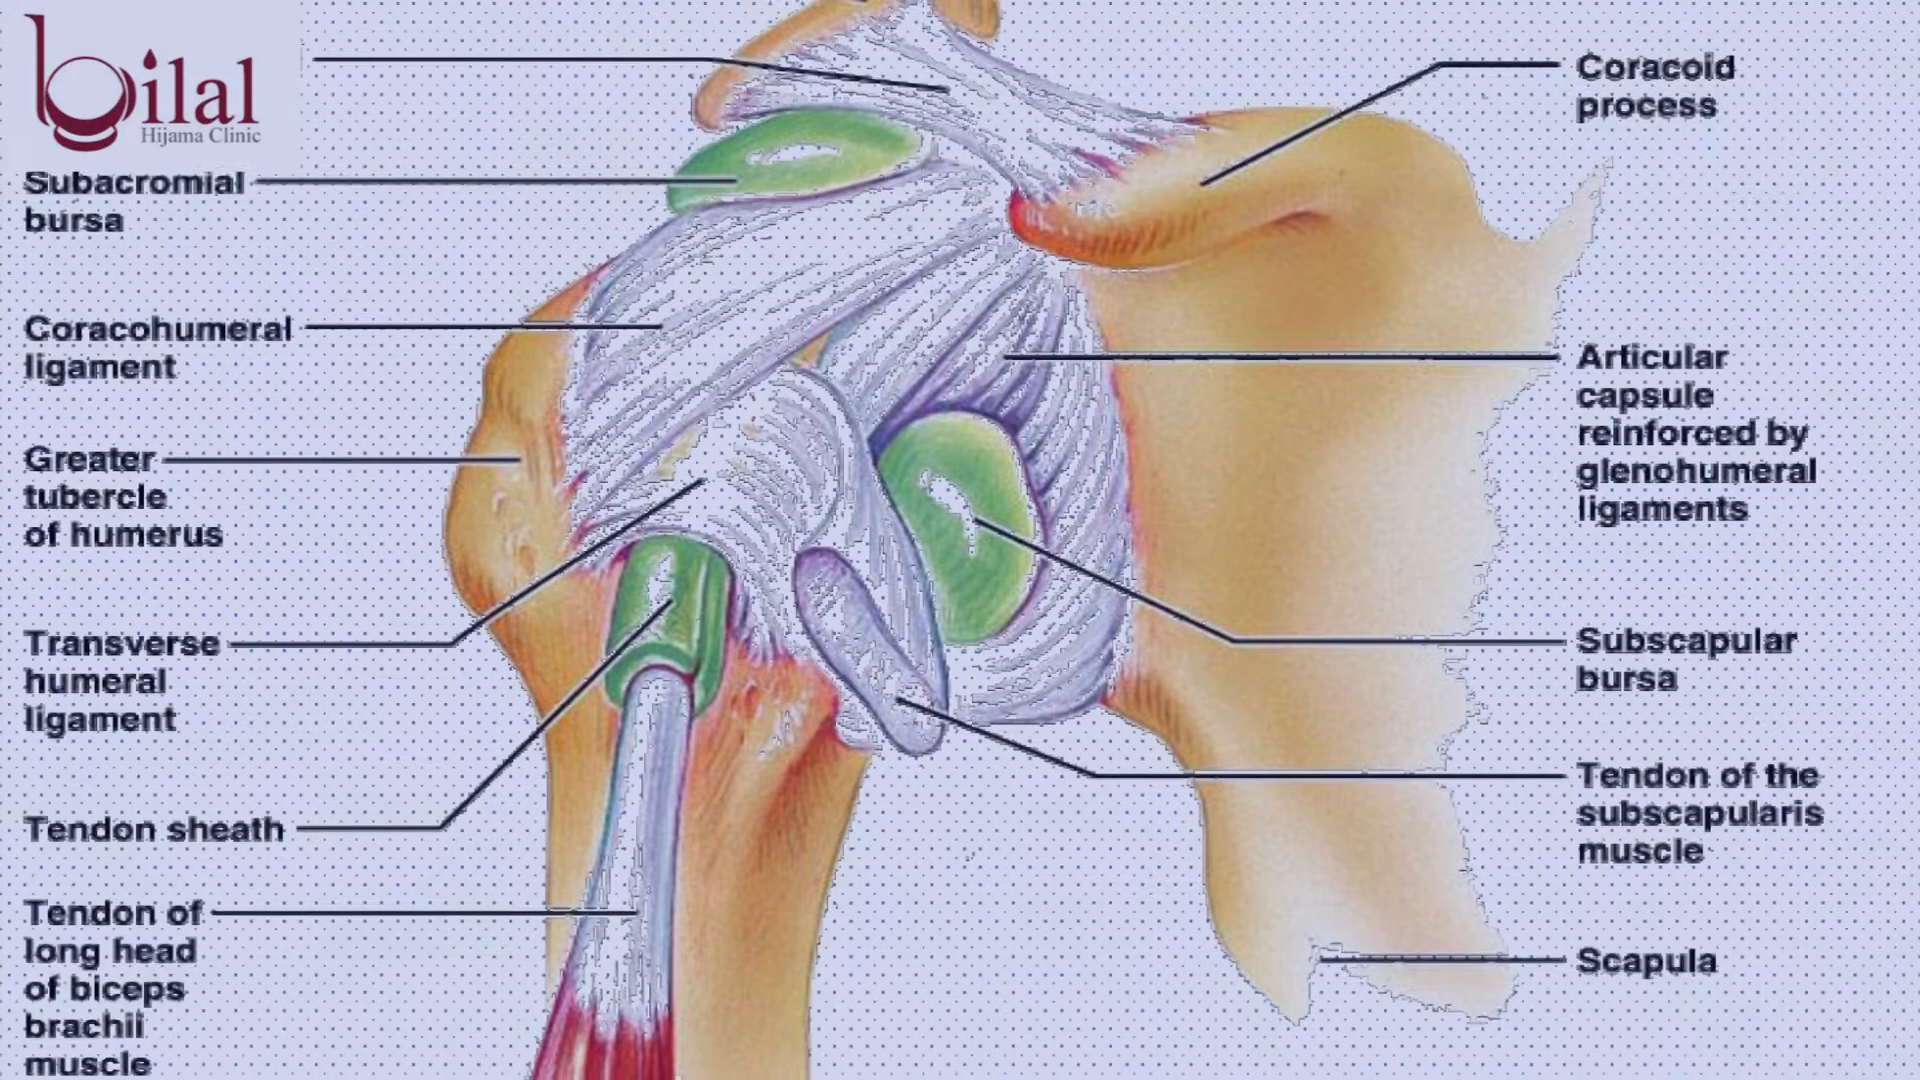 bilal
Hijama Clinic
Subacromial
bursa
Coracohumeral
ligament
Greater
tubercle
of humerus
Transverse
humeral
ligament
Tendon sheath
Tendon of
long head
of biceps
brachii
muscle
Coracoid
process
Articular
capsule
reinforced by
glenohumeral
ligaments
Subscapular
bursa
Tendon of the
subscapularis
muscle
Scapula